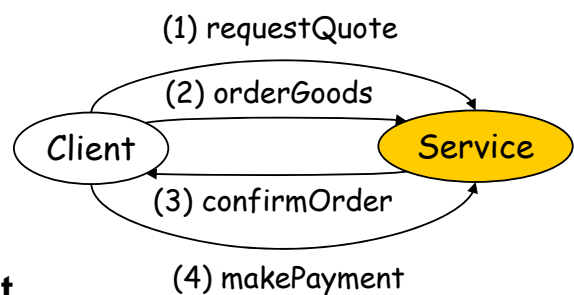 (1) requestQuote
(2) orderGoods
Client
Service
(3) confirmOrder
(4) makePayment
t